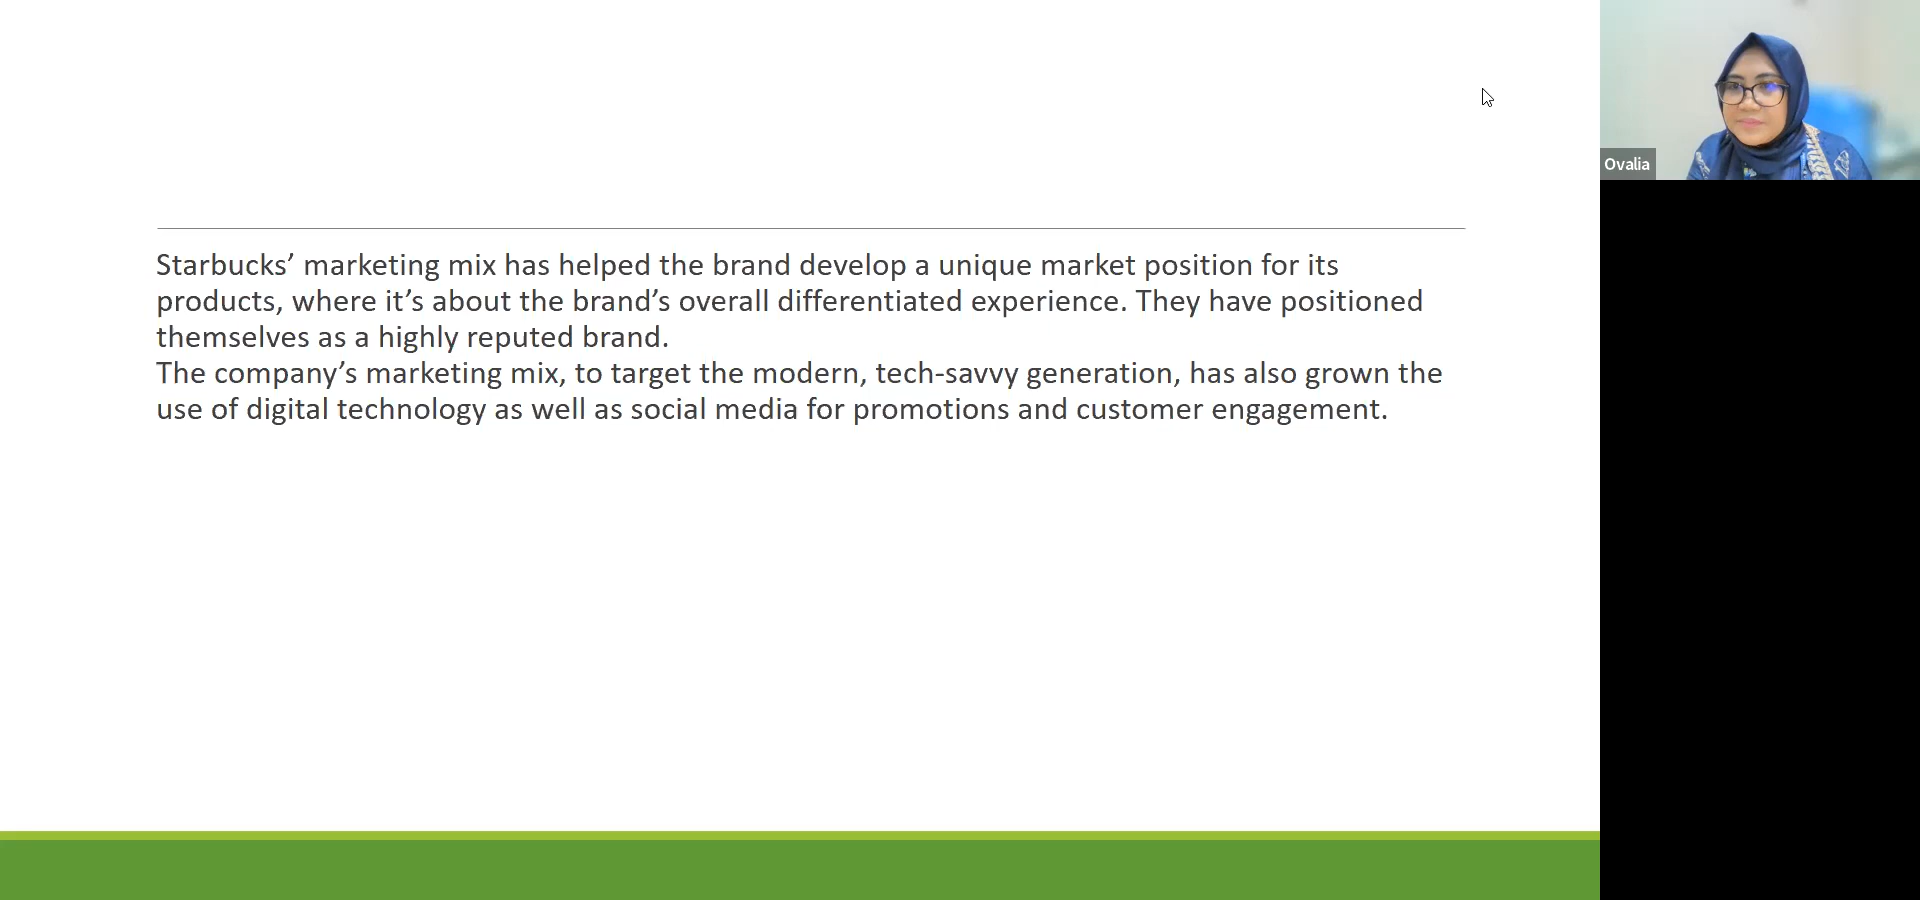 Starbucks’ marketing mix has helped the brand develop a unique market position for its
products, where it’s about the brand’s overall differentiated experience. They have positioned
themselves as a highly reputed brand.
The company’s marketing mix, to target the modern, tech-savvy generation, has also grown the
use of digital technology as well as social media for promotions and customer engagement.
Ovalia